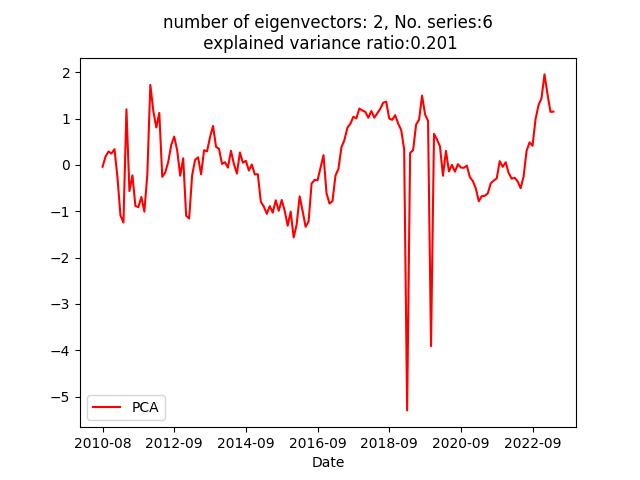 number of eigenvectors: 2, No. series:6
explained variance ratio:0.201
2
1
0
−1
−2
−3
−4
−5
PCA
2010-08 2012-09 2014-09 2016-09 2018-09 2020-09 2022-09
Date